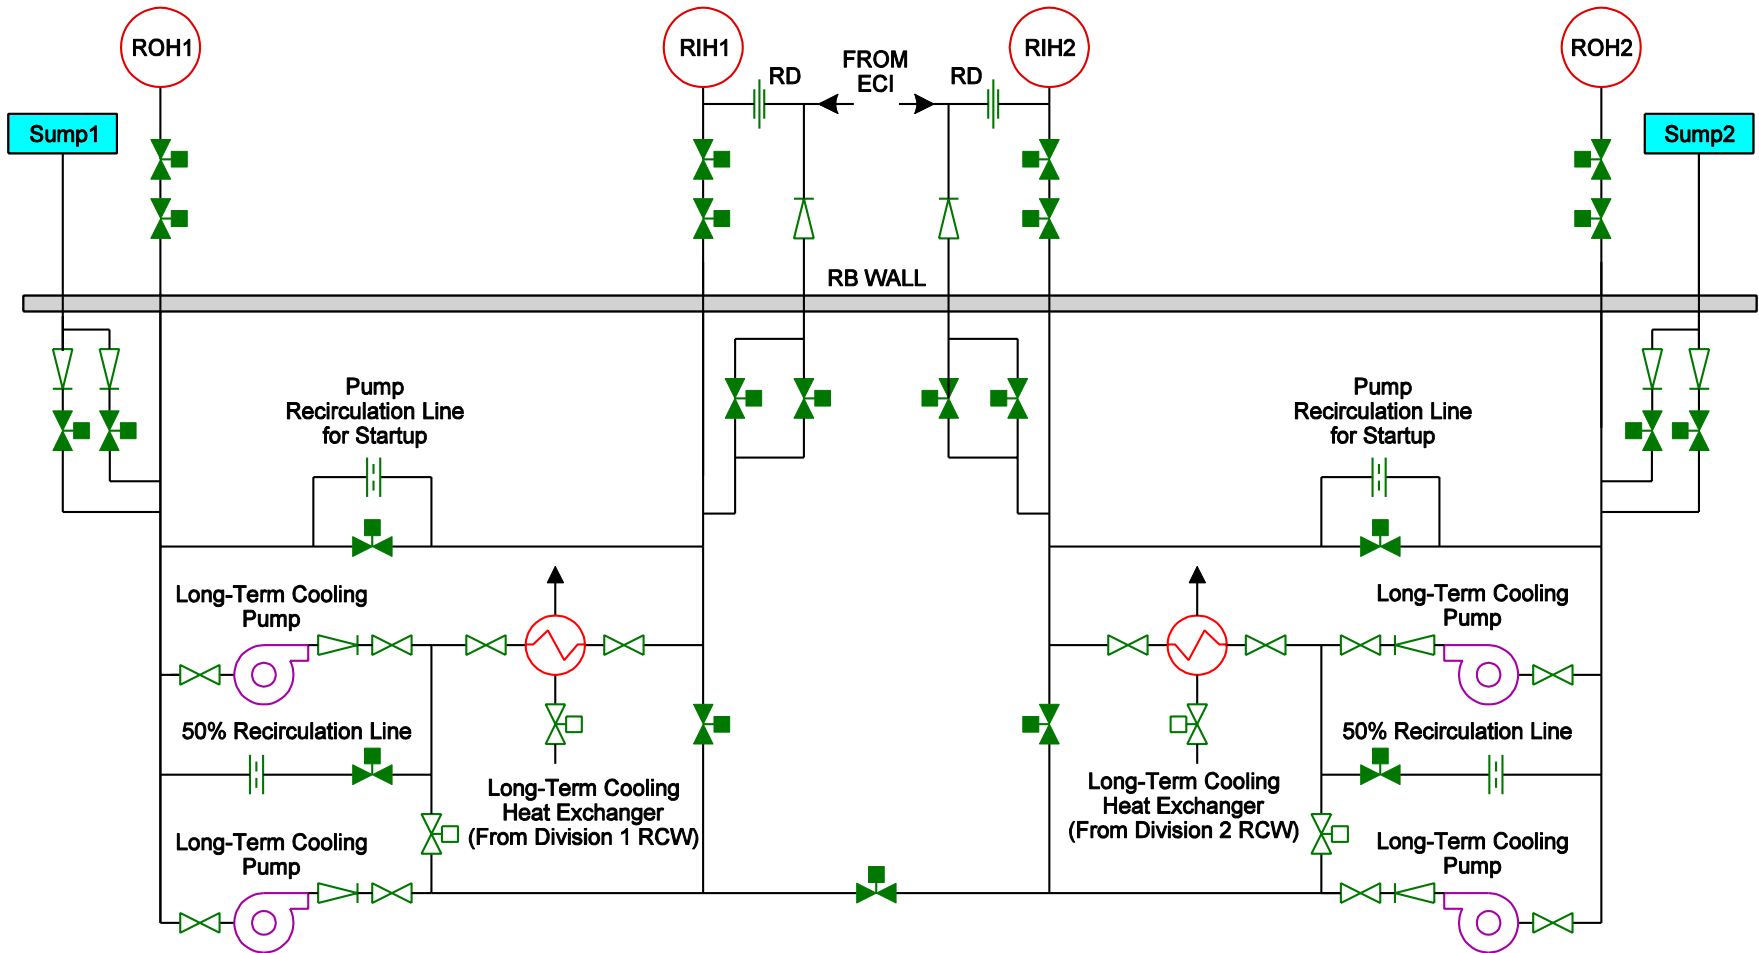 ROH1
RIH1
RIH2
ROH2
FROM
ECI
RD
RD
Sump1
Sump2
RB WALL
Pump
Recirculation Line
for Startup
Pump
Recirculation Line
for Startup
Long-Term Cooling
Pump
Long-Term Cooling
Pump
50% Recirculation Line
50% Recirculation Line
Long-Term Cooling
Heat Exchanger
(From Division 1 RCW)
Long-Term Cooling
Heat Exchanger
(From Division 2 RCW)
Long-Term Cooling
Pump
Long-Term Cooling
Pump